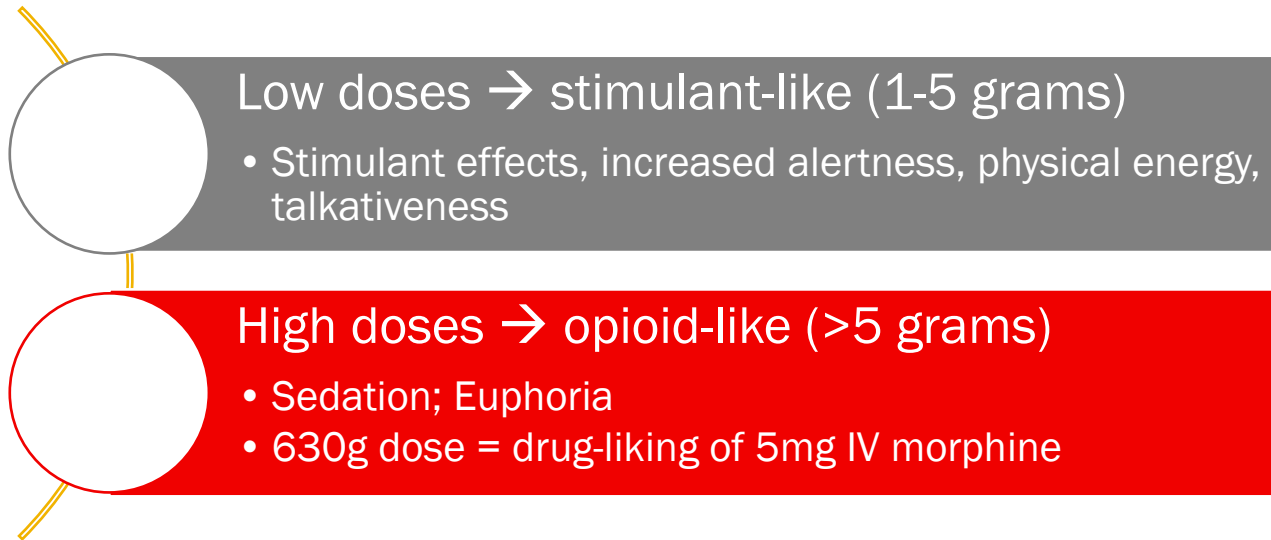 Low doses → stimulant-like (1-5 grams)
• Stimulant effects, increased alertness, physical energy,
talkativeness
High doses → opioid-like (>5 grams)
• Sedation; Euphoria
• 630g dose = drug-liking of 5mg IV morphine